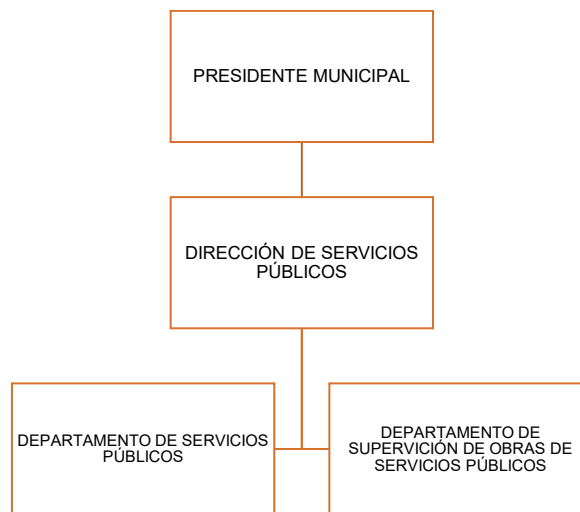 PRESIDENTE MUNICIPAL
DIRECCIÓN DE SERVICIOS
PÚBLICOS
DEPARTAMENTO DE SERVICIOS
PÚBLICOS
DEPARTAMENTO DE
SUPERVICIÓN DE OBRAS DE
SERVICIOS PÚBLICOS